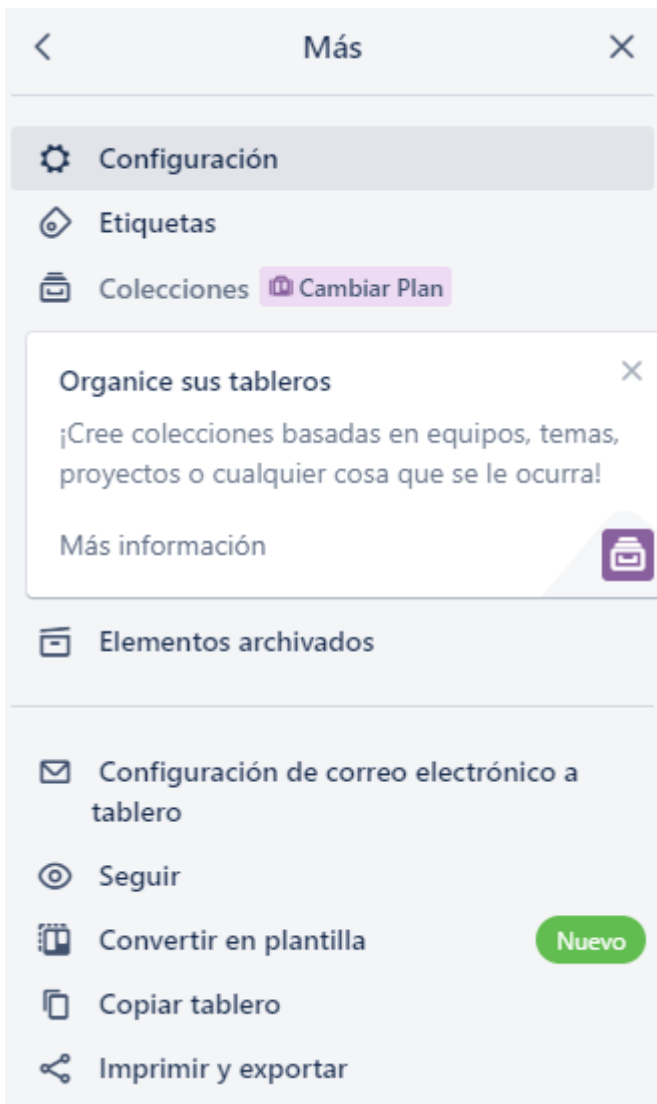 Más
Configuración
Etiquetas
Colecciones Cambiar Plan
Organice sus tableros
¡Cree colecciones basadas en equipos, temas,
proyectos o cualquier cosa que se le ocurra!
Más información
Elementos archivados
Configuración de correo electrónico a
tablero
Seguir
Convertir en plantilla Nuevo
Copiar tablero
Imprimir y exportar